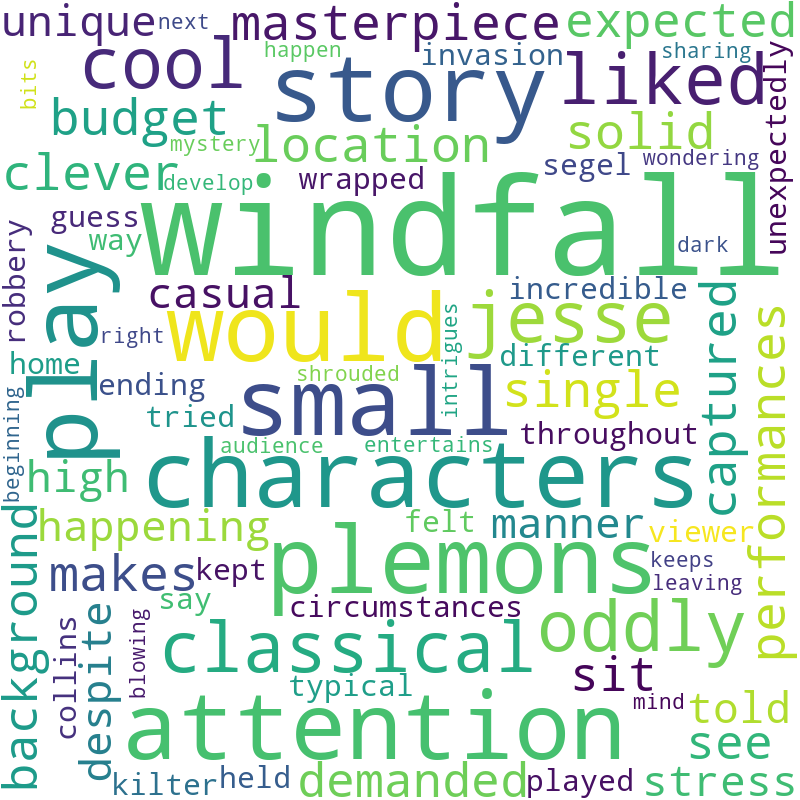 unique
next
masterpiece
expected
cool
happen
invasion
sharing
bits
story
liked
unexpectedly
budget
mystery
location
solid
clever
develop
wrapped
segel
wondering
guess
way
windfall
dark
robbery
play
casual
incredible
captured
would
jesse
right
intrigues
different
performances
home
ending
shrouded
small
single
beginning
tried
audience
entertains
throughout
high
characters
background
happening
felt
manner
viewer
makes
kept
plemons
keeps
leaving
say
circumstances
despite
collins
blowing
classical
oddly
sit
typical
mind
told
attention
see
kilter
held
demanded
played
stress